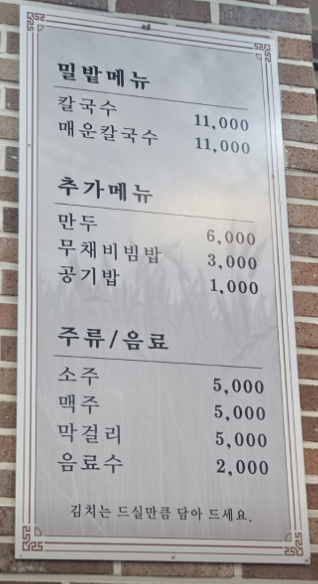 밀밭메뉴
칼국수 11,000
매운칼국수 11,000
추가메뉴
만두 6,000
무채비빔밥 3,000
공기밥 1,000
주류/음료
소주 5,000
맥주 5,000
막걸리 5,000
음료수 2,000
김치는 드실만큼 담아 드세요.